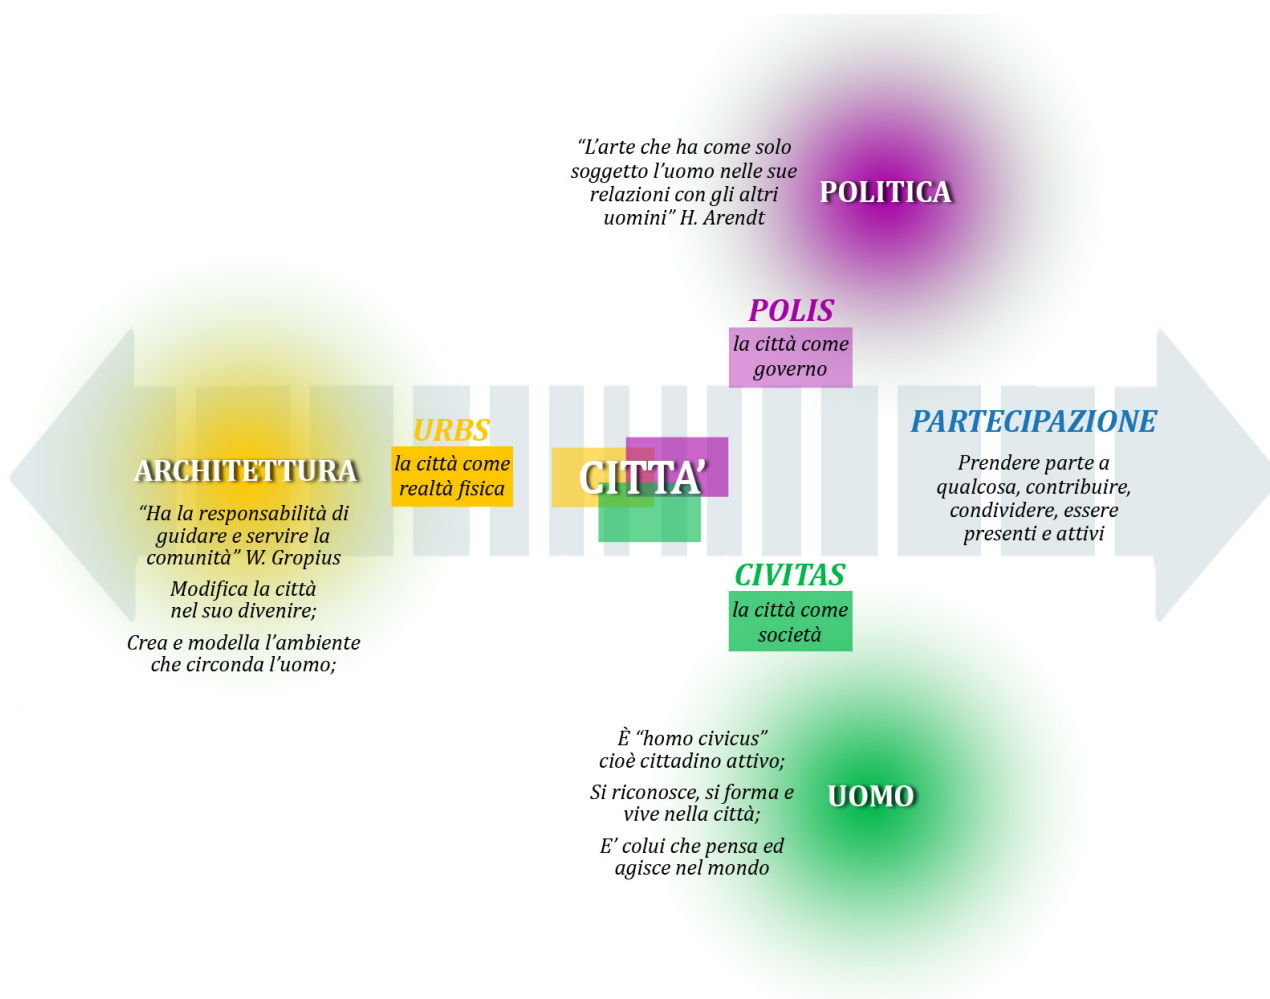 “L’arte che ha come solo
soggetto l’uomo nelle sue
relazioni con gli altri
uomini” H. Arendt
POLITICA
POLIS
la città come
governo
ARCHITETTURA
“Ha la responsabilità di
guidare e servire la
comunità” W. Gropius
Modifica la città
nel suo divenire;
Crea e modella l’ambiente
che circonda l’uomo;
URBS
la città come
realtà fisica
CITTA’
PARTECIPAZIONE
Prendere parte a
qualcosa, contribuire,
condividere, essere
presenti e attivi
CIVITAS
la città come
società
È “homo civicus”
cioè cittadino attivo;
Si riconosce, si forma e
vive nella città;
E’ colui che pensa ed
agisce nel mondo
UOMO